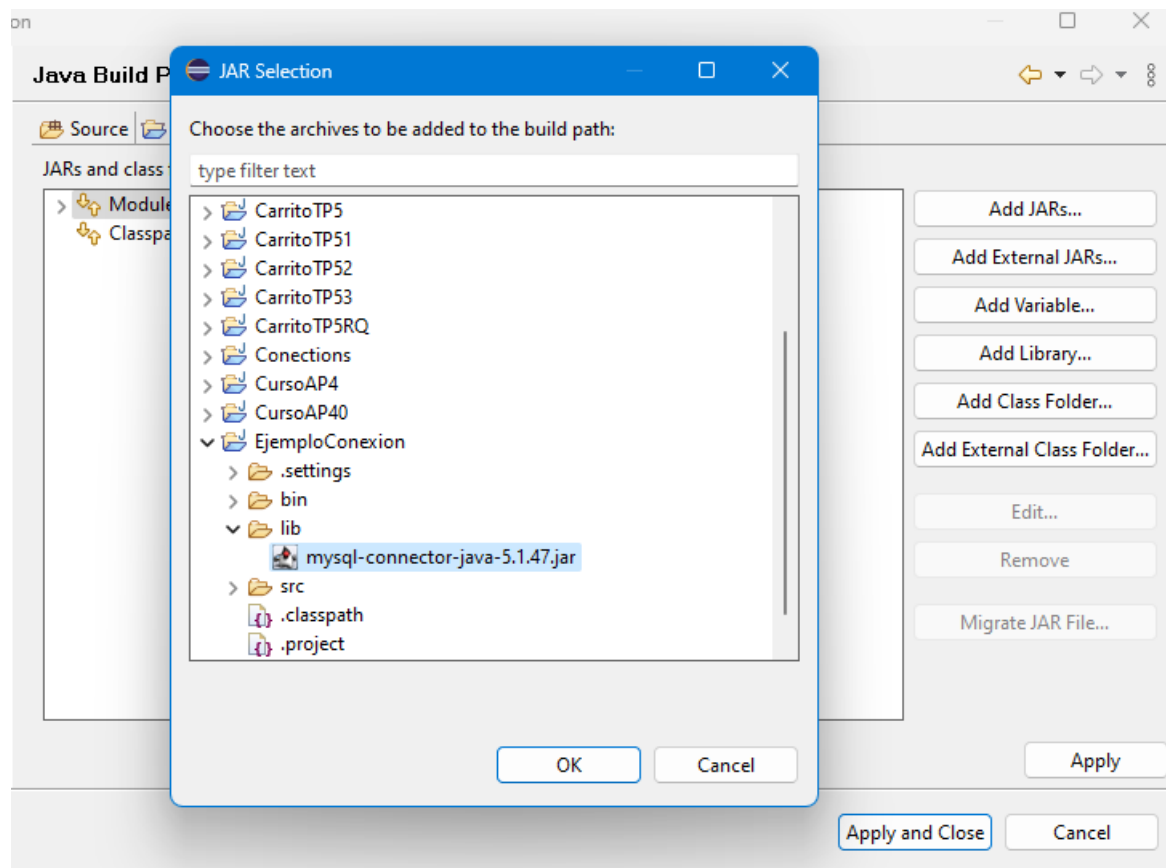 on
Java Build P
JAR Selection
Source
Choose the archives to be added to the build path:
JARs and class
type filter text
Module
Classpa
CarritoTP5
CarritoTP51
CarritoTP52
CarritoTP53
CarritoTP5RQ
Conections
CursoAP4
CursoAP40
EjemploConexion
.settings
bin
lib
mysql-connector-java-5.1.47.jar
src
.classpath
.project
OK
Cancel
Add JARs...
Add External JARs...
Add Variable...
Add Library...
Add Class Folder...
Add External Class Folder...
Edit...
Remove
Migrate JAR File...
Apply
Apply and Close
Cancel